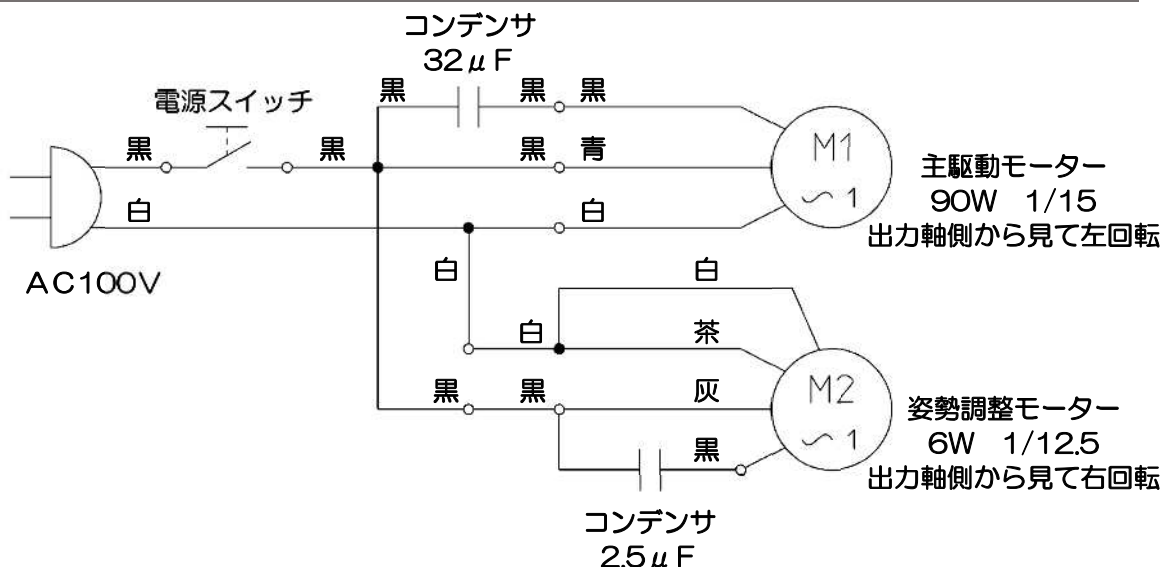 コンデンサ
32μF
黒 黒 黒
電源スイッチ
黒 黒 黒 青
M1
~ 1
主駆動モーター
90W 1/15
出力軸側から見て左回転
白 白
AC100V
白 白
白 茶
黒 黒 灰
M2
~ 1
姿勢調整モーター
6W 1/12.5
出力軸側から見て右回転
黒
コンデンサ
2.5μF